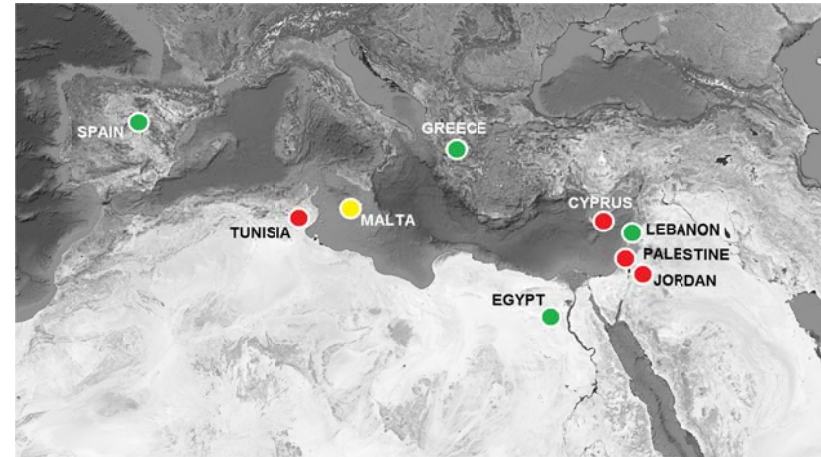 SPAIN
GREECE
CYPRUS
TUNISIA
MALTA
LEBANON
PALESTINE
JORDAN
EGYPT